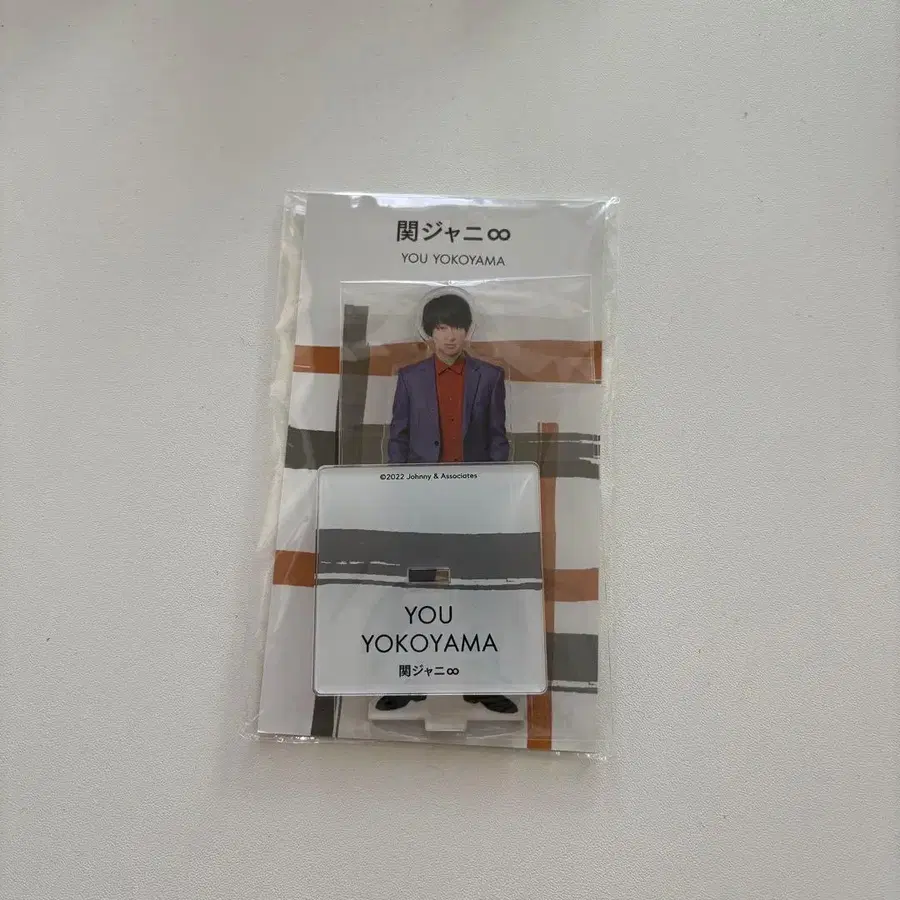 関ジャニ∞
YOU YOKOYAMA
©2022 Johnny & Associates
YOU
YOKOYAMA
関ジャニ∞